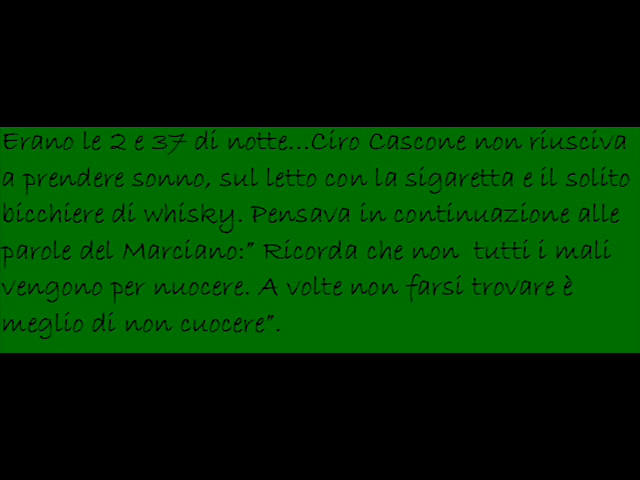 Erano le 2 e 37 di notte...Ciro Cascone non riusciva
a prendere sonno, sul letto con la sigaretta e il solito
bicchiere di whisky. Pensava in continuazione alle
parole del Marciano:” Ricorda che non tutti i mali
vengono per nuocere. A volte non farsi trovare è
meglio di non cuocere”.